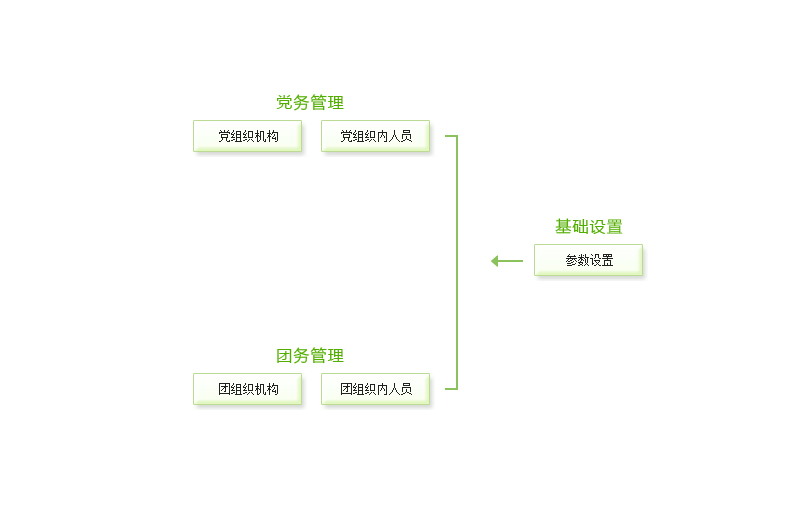 党务管理
党组织机构 党组织内人员
基础设置
参数设置
团务管理
团组织机构 团组织内人员